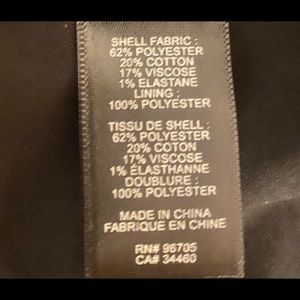 SHELL FABRIC :
62% POLYESTER
20% COTTON
17% VISCOSE
1% ELASTANE
LINING :
100% POLYESTER
TISSU DE SHELL :
62% POLYESTER
20% COTON
17% VISCOSE
1% ÉLASTHANNE
DOUBLURE :
100% POLYESTER
MADE IN CHINA
FABRIQUE EN CHINE
RN# 96705
CA# 34460